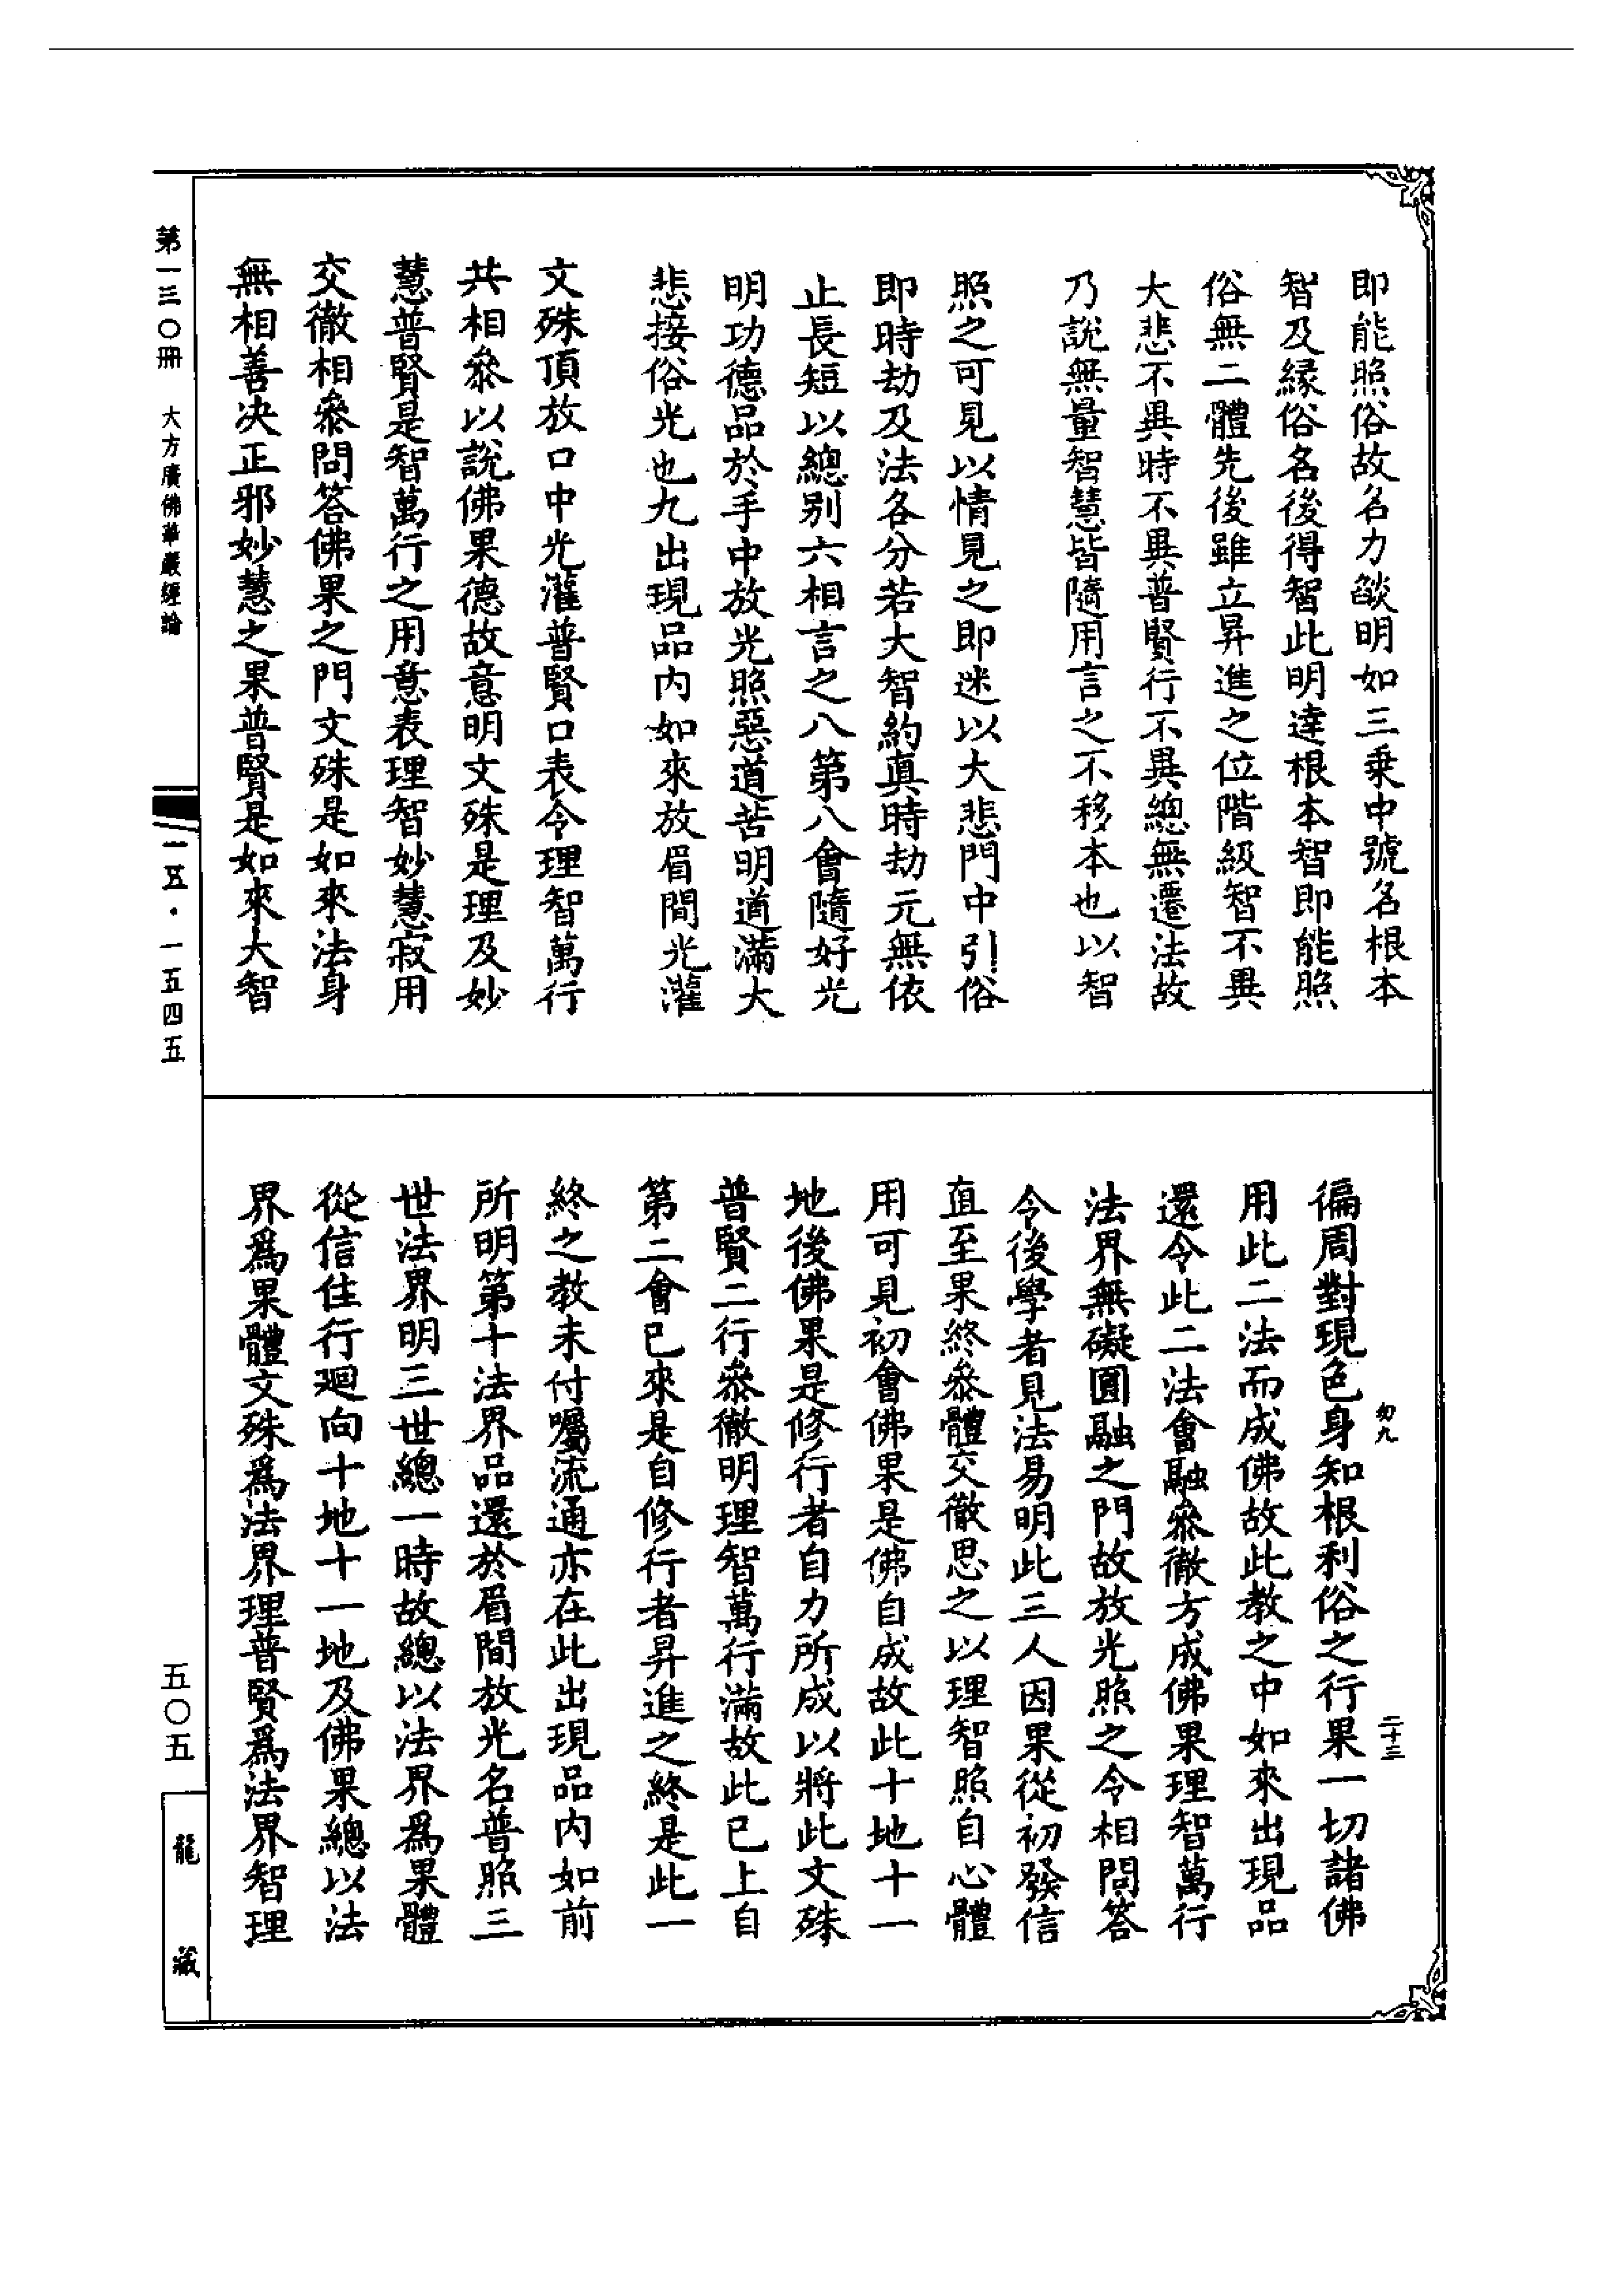 即能照俗故名力燄明如三乗中號名根本
智及縁俗名後得智此明達根本智即能照
俗無二體先後雖立昇進之位階級智不異
大悲不異時不異普賢行不異總無遷法故
乃說無量智慧皆隨用言之不移本也以智
照之可見以情見之即迷以大悲門中引俗
即時劫及法各分若大智約真時劫元無依
止長短以總別六相言之八第八會隨好光
明功德品於手中放光照惡道苦明道滿大
悲接俗光也九出現品内如來放眉間光灌
文殊頂放口中光灌普賢口表令理智萬行
共相叅以說佛果德故意明文殊是理及妙
慧普賢是智萬行之用意表理智妙慧寂用
交徹相叅問答佛果之門文殊是如來法身
無相善決正邪妙慧之果普賢是如來大智
徧周對現色身知根利俗之行果一切諸佛
用此二法而成佛故此教之中如來出現品
還令此二法會融叅徹方成佛果理智萬行
法界無礙圓融之門故放光照之令相問答
令後學者見法易明此三人因果從初發信
直至果終叅體交徹思之以理智照自心體
用可見初會佛果是佛自成故此十地十一
地後佛果是修行者自力所成以將此文殊
普賢二行叅徹明理智萬行滿故此已上自
第二會已來是自修行者昇進之終是此一
終之教未付囑流通亦在此出現品内如前
所明第十法界品還於眉間放光名普照三
世法界明三世總一時故總以法界爲果體
從信住行廻向十地十一地及佛果總以法
界爲果體文殊爲法界理普賢爲法界智理
勿九
二十三
第一三〇冊 大方廣佛華嚴經論
一五·一五四五
五〇五
龍藏